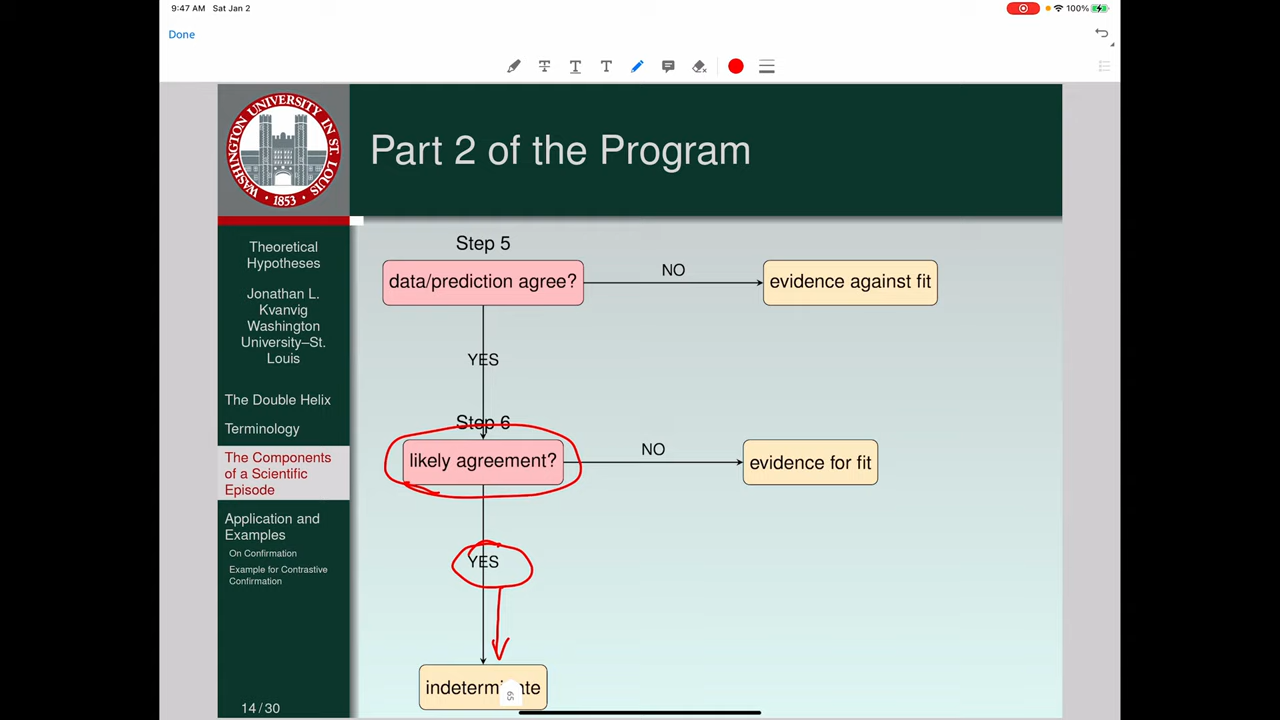 9:47 AM Sat Jan 2
100%
Done
T T T
WASHINGTON UNIVERSITY IN ST. LOUIS
1853
Part 2 of the Program
Theoretical
Hypotheses
Jonathan L.
Kvanvig
Washington
University–St.
Louis
The Double Helix
Terminology
The Components
of a Scientific
Episode
Application and
Examples
On Confirmation
Example for Contrastive
Confirmation
14/30
Step 5
data/prediction agree?
NO
evidence against fit
YES
Step 6
likely agreement?
NO
evidence for fit
YES
indeterminate
65